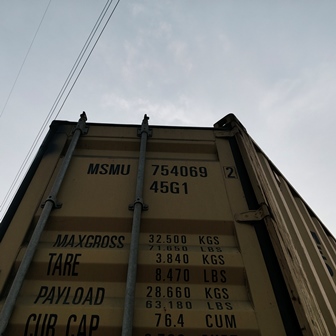 MSMU 754069 2
45G1
MAXGROSS 32.500 KGS
71.650 LBS
TARE 3.840 KGS
8,470 LBS
PAYLOAD 28.660 KGS
63,180 LBS
CUB.CAP. 76.4 CUM